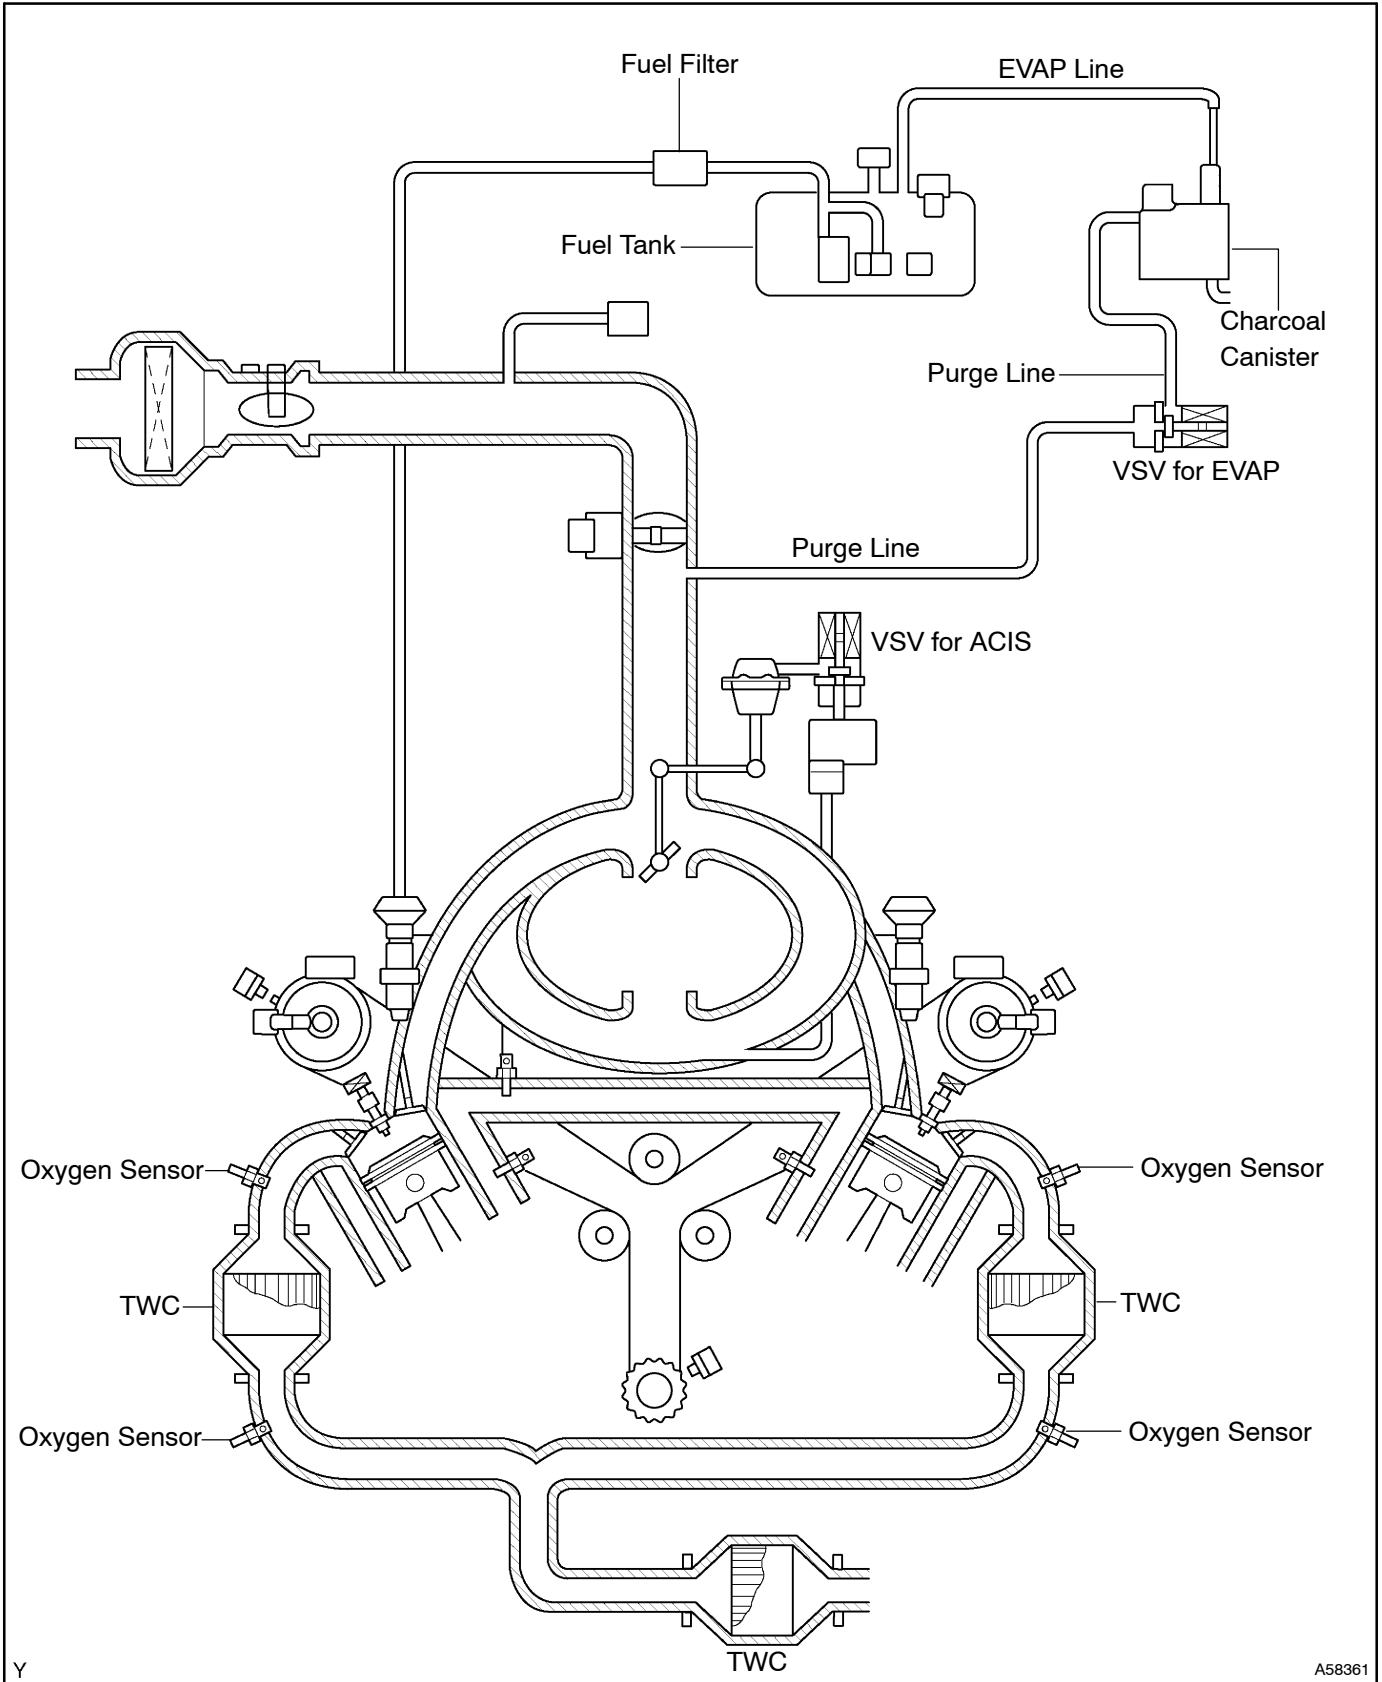 Fuel Filter
EVAP Line
Fuel Tank
Charcoal
Canister
Purge Line
VSV for EVAP
Purge Line
VSV for ACIS
Oxygen Sensor
Oxygen Sensor
TWC
TWC
Oxygen Sensor
Oxygen Sensor
TWC
Y
A58361